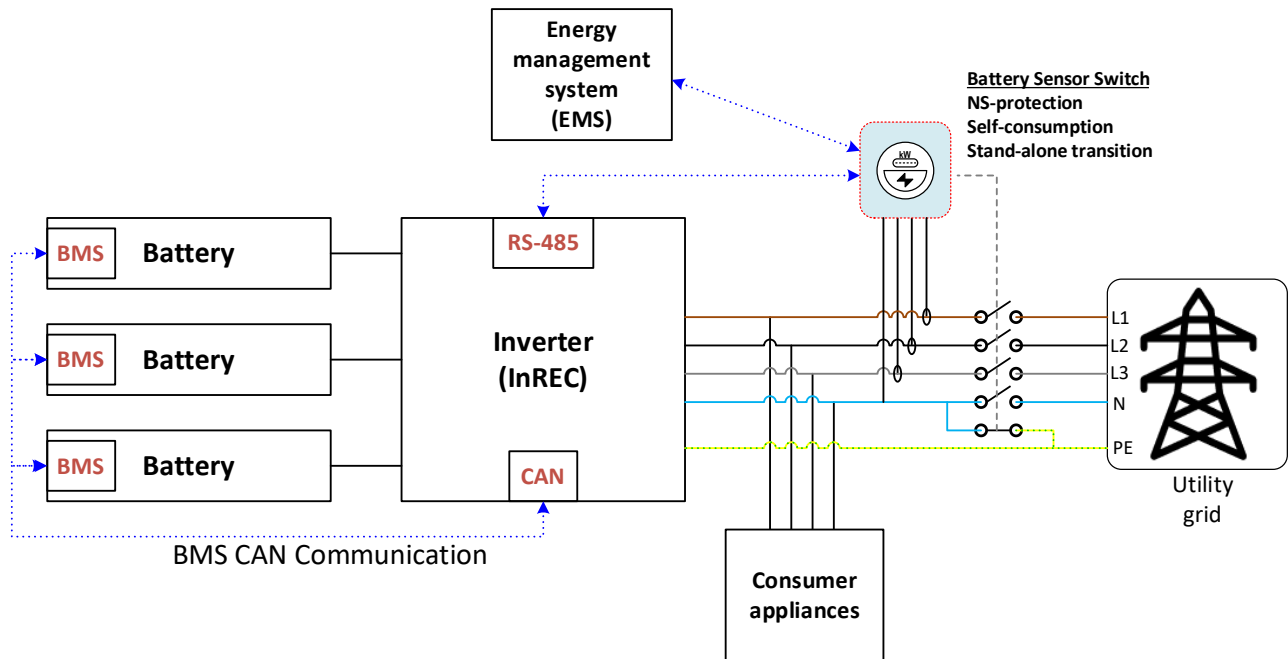 Energy
management
system
(EMS)
Battery Sensor Switch
NS-protection
Self-consumption
Stand-alone transition
kW
BMS
Battery
RS-485
BMS
Battery
Inverter
(InREC)
BMS
Battery
CAN
L1
L2
L3
N
PE
Utility
grid
BMS CAN Communication
Consumer
appliances